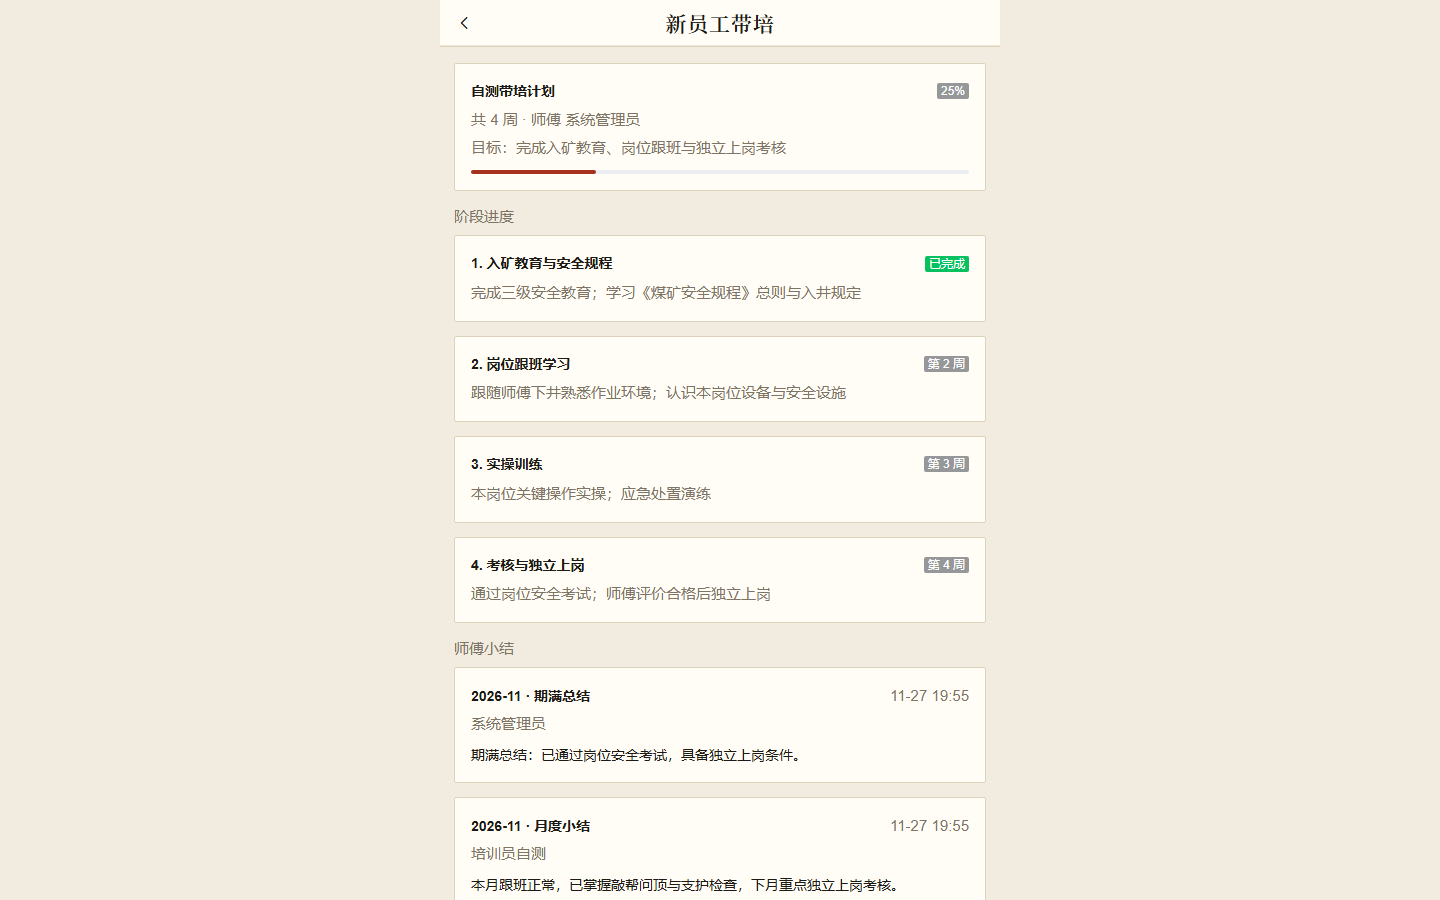 新员工带培
自测带培计划
25%
共 4 周 · 师傅 系统管理员
目标：完成入矿教育、岗位跟班与独立上岗考核
阶段进度
1. 入矿教育与安全规程
已完成
完成三级安全教育；学习《煤矿安全规程》总则与入井规定
2. 岗位跟班学习
第 2 周
跟随师傅下井熟悉作业环境；认识本岗位设备与安全设施
3. 实操训练
第 3 周
本岗位关键操作实操；应急处置演练
4. 考核与独立上岗
第 4 周
通过岗位安全考试；师傅评价合格后独立上岗
师傅小结
2026-11 · 期满总结
11-27 19:55
系统管理员
期满总结：已通过岗位安全考试，具备独立上岗条件。
2026-11 · 月度小结
11-27 19:55
培训员自测
本月跟班正常，已掌握敲帮问顶与支护检查，下月重点独立上岗考核。